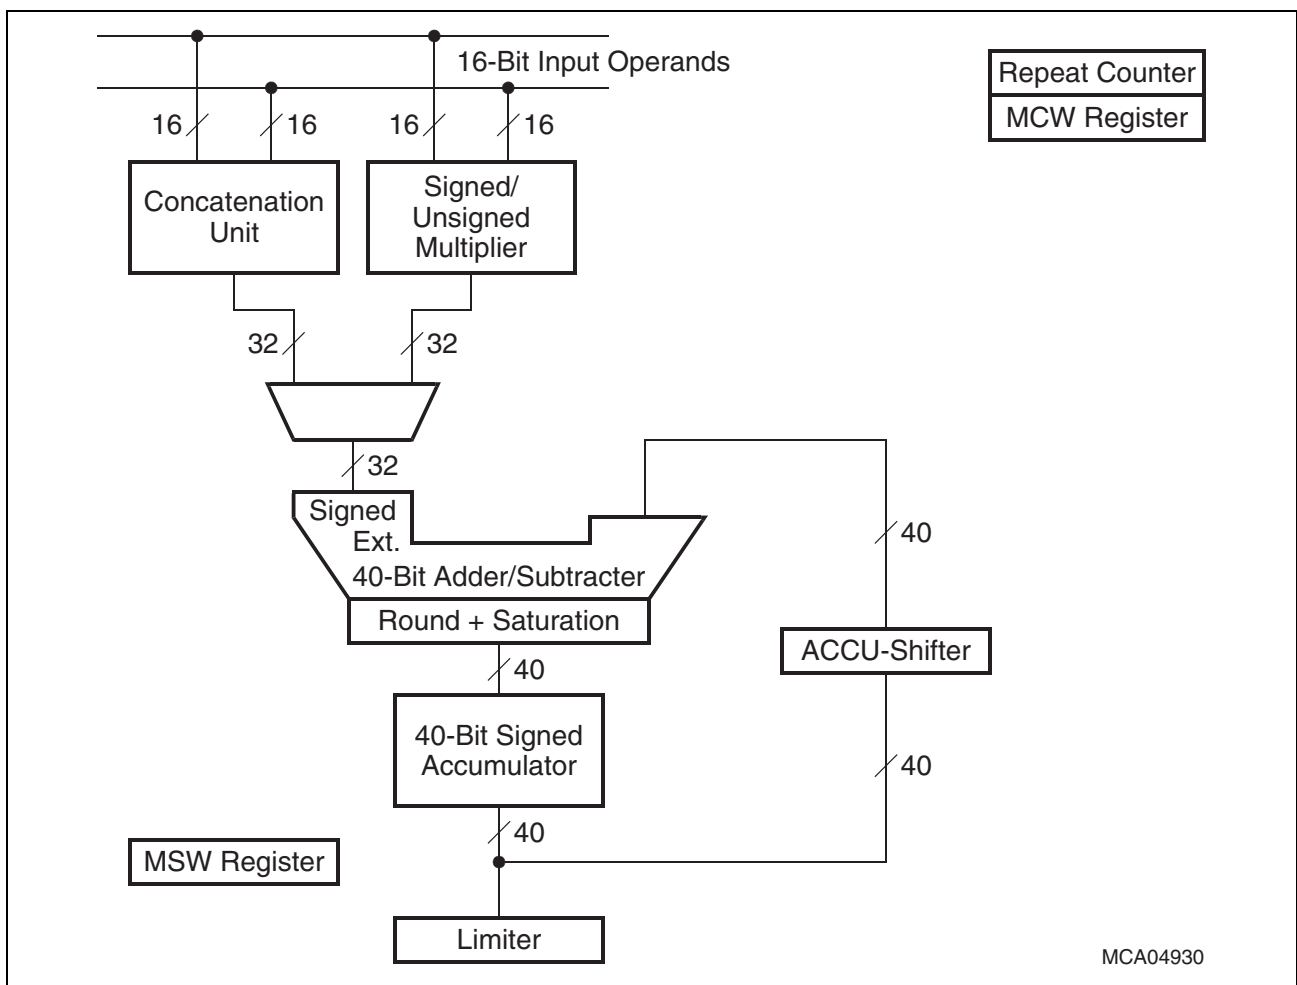 16-Bit Input Operands
Repeat Counter
MCW Register
16
16
16
16
Concatenation
Unit
Signed/
Unsigned
Multiplier
32
32
32
Signed
Ext.
40-Bit Adder/Subtracter
Round + Saturation
40
ACCU-Shifter
40
40-Bit Signed
Accumulator
40
40
MSW Register
Limiter
MCA04930